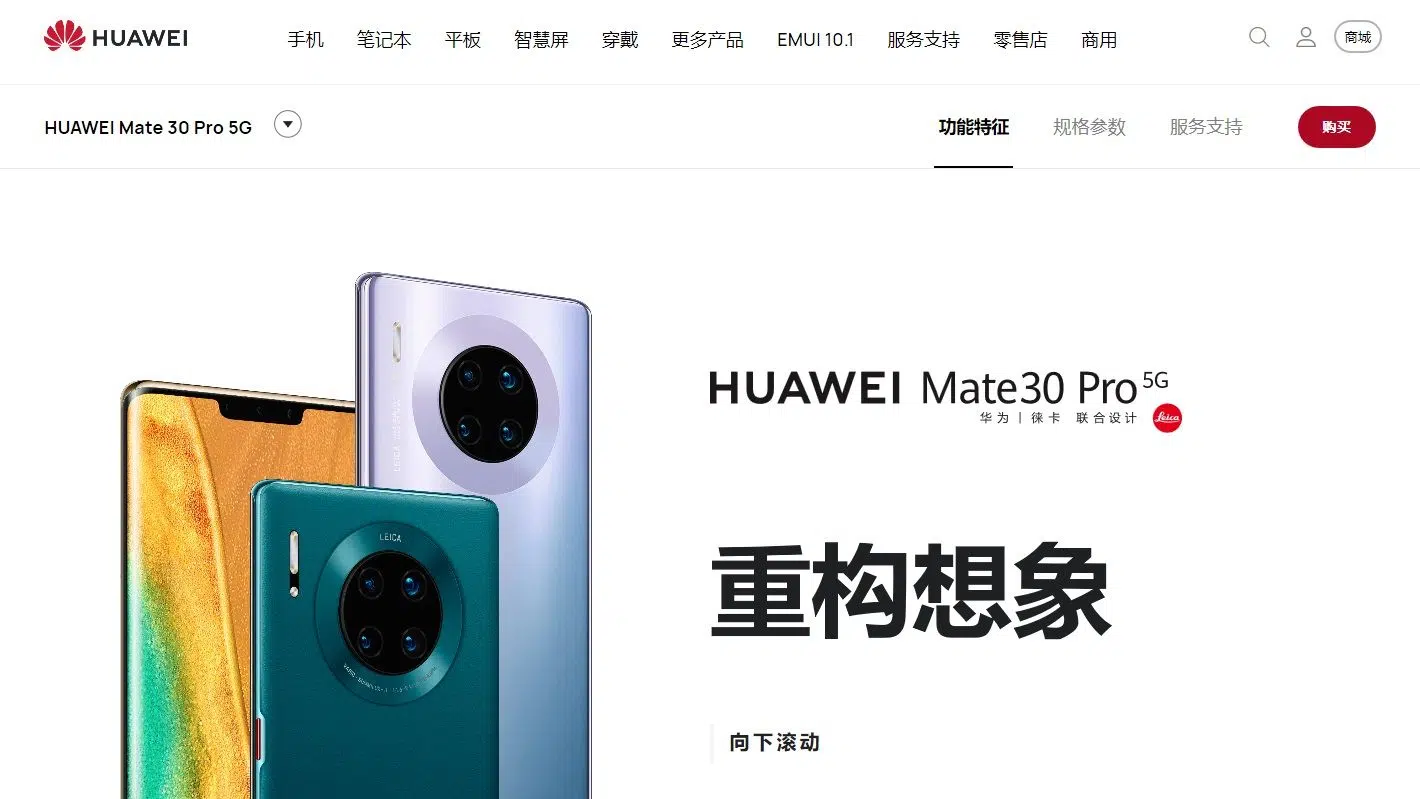 HUAWEI
手机 笔记本 平板 智慧屏 穿戴 更多产品 EMUI 10.1 服务支持 零售店 商用
商城
HUAWEI Mate 30 Pro 5G
功能特征 规格参数 服务支持
购买
HUAWEI Mate30 Pro 5G
华为 | 徕卡 联合设计
Leica
重构想象
向下滚动
LEICA